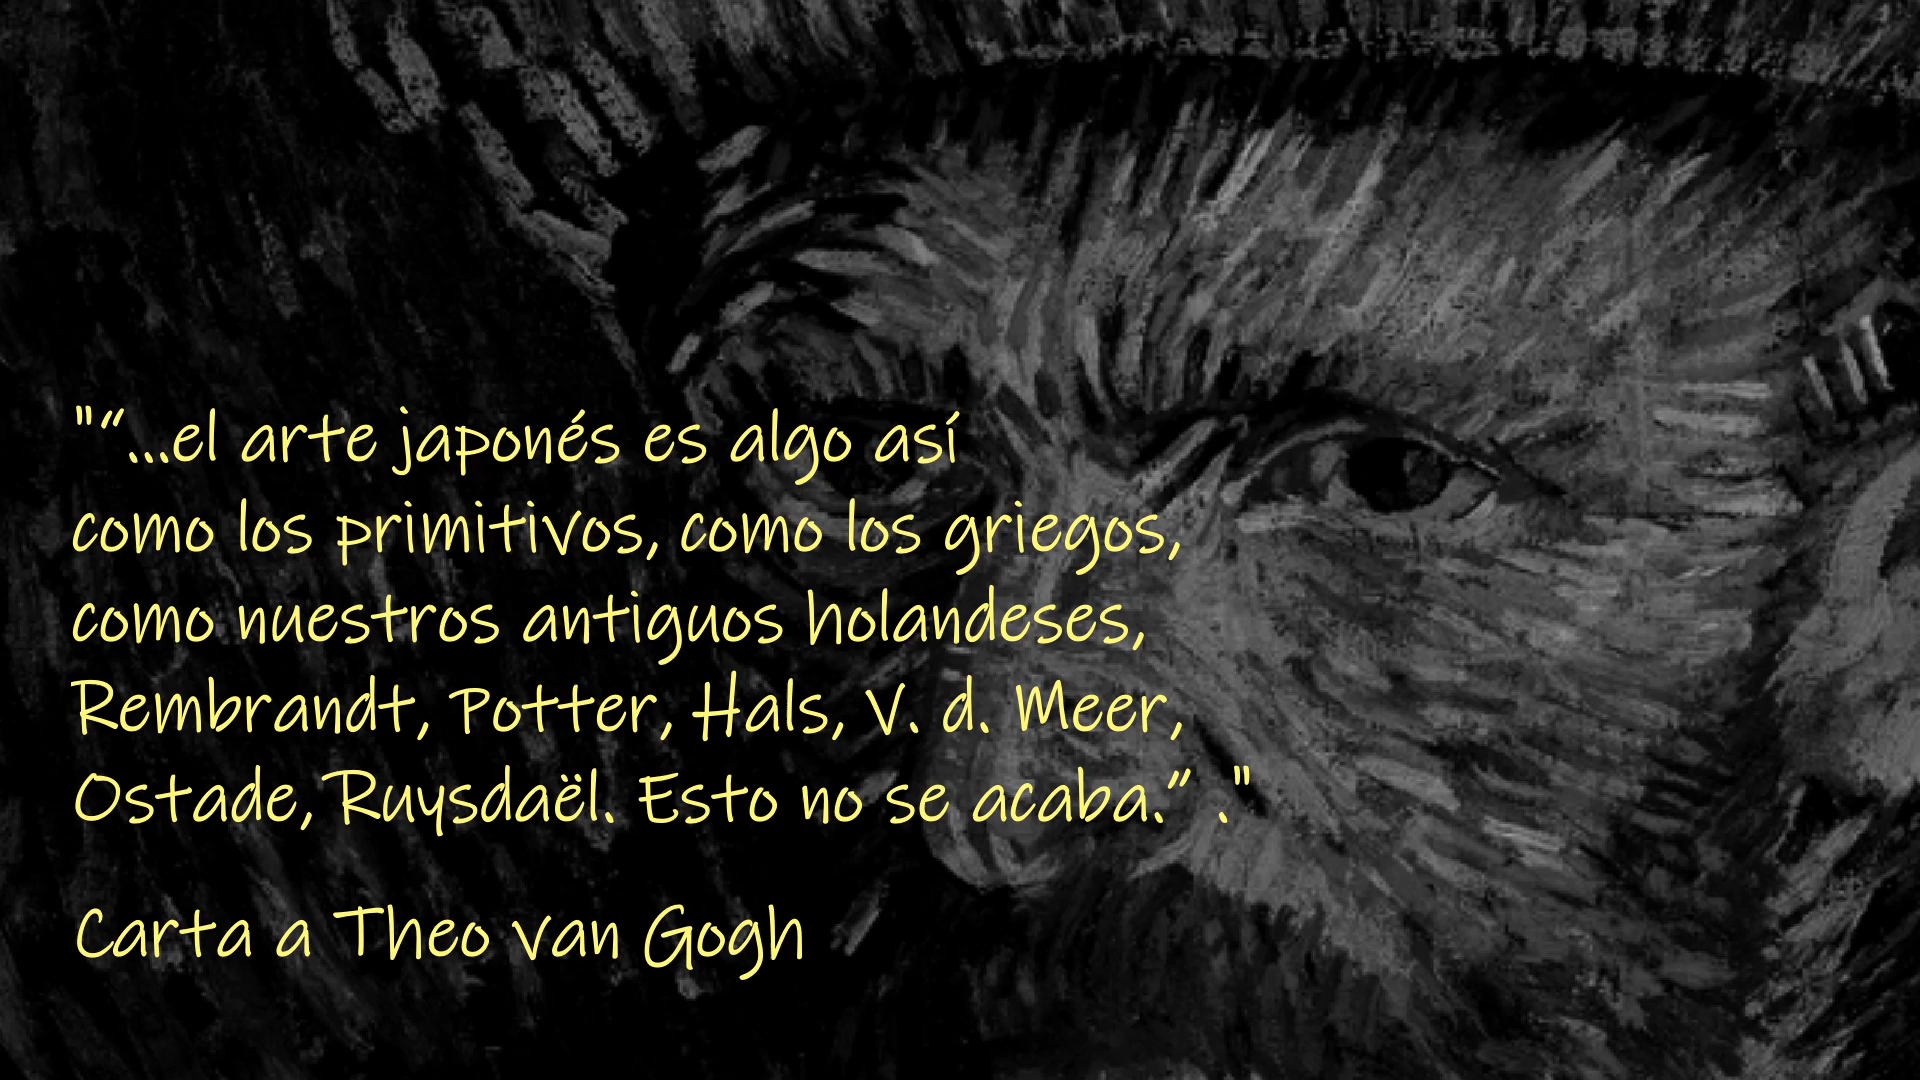 "“...el arte japonés es algo así
como los primitivos, como los griegos,
como nuestros antiguos holandeses,
Rembrandt, Potter, Hals, V. d. Meer,
Ostade, Ruysdaël. Esto no se acaba.” ."
Carta a Theo van Gogh